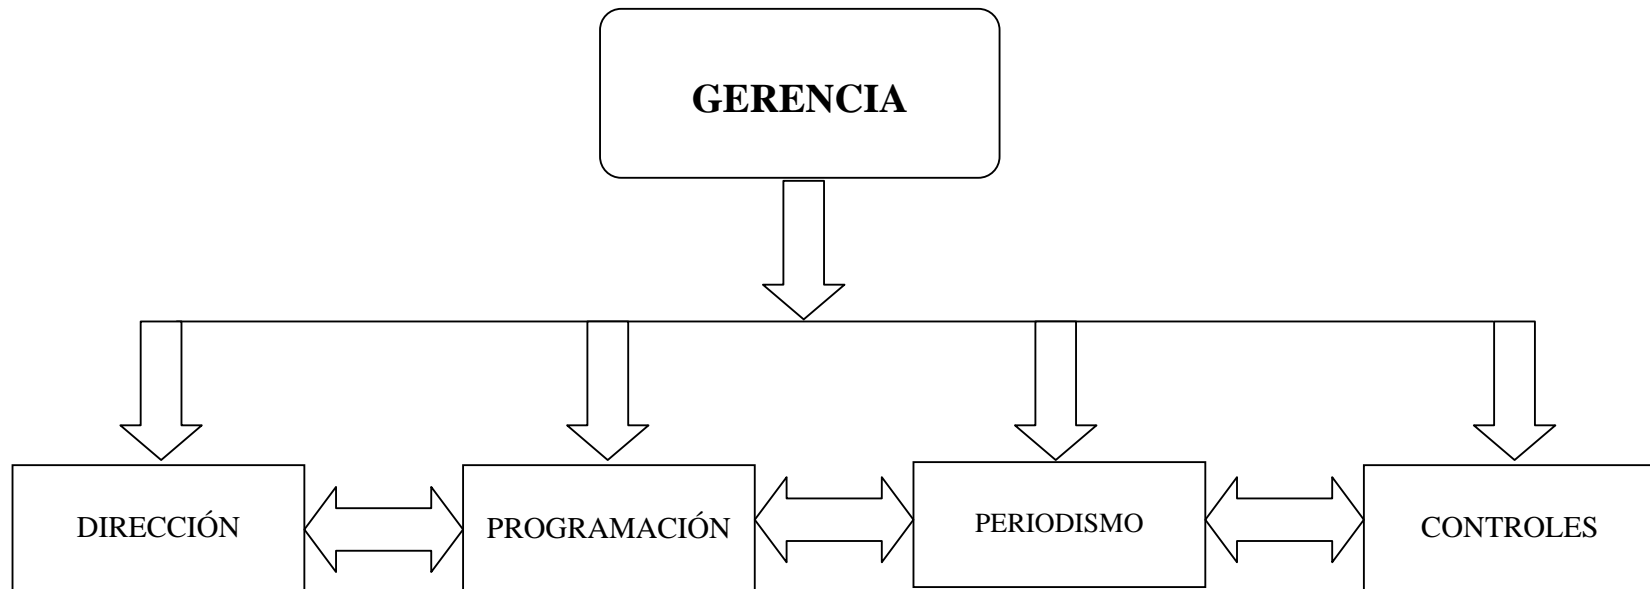 GERENCIA
DIRECCIÓN
PROGRAMACIÓN
PERIODISMO
CONTROLES